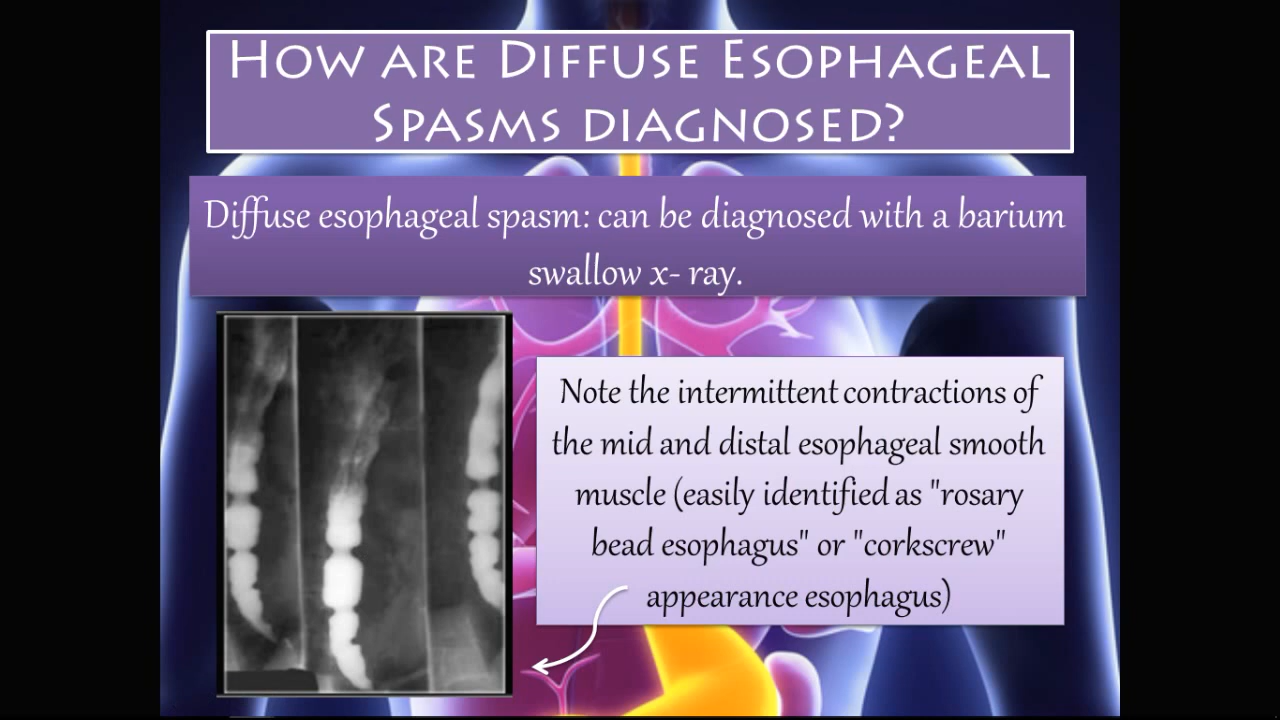 How are Diffuse Esophageal
Spasms diagnosed?
Diffuse esophageal spasm: can be diagnosed with a barium
swallow x- ray.
Note the intermittent contractions of
the mid and distal esophageal smooth
muscle (easily identified as "rosary
bead esophagus" or "corkscrew"
appearance esophagus)